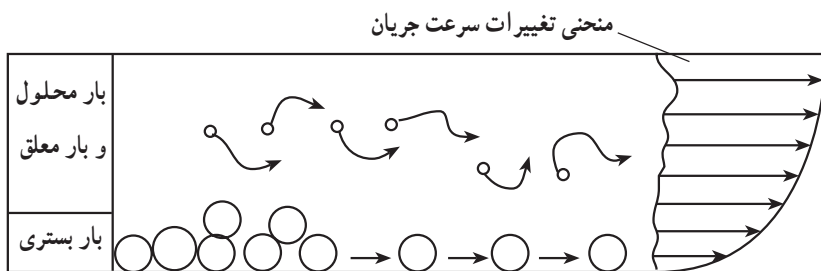 منحنی تغییرات سرعت جریان
بار محلول
و بار معلق
بار بستری